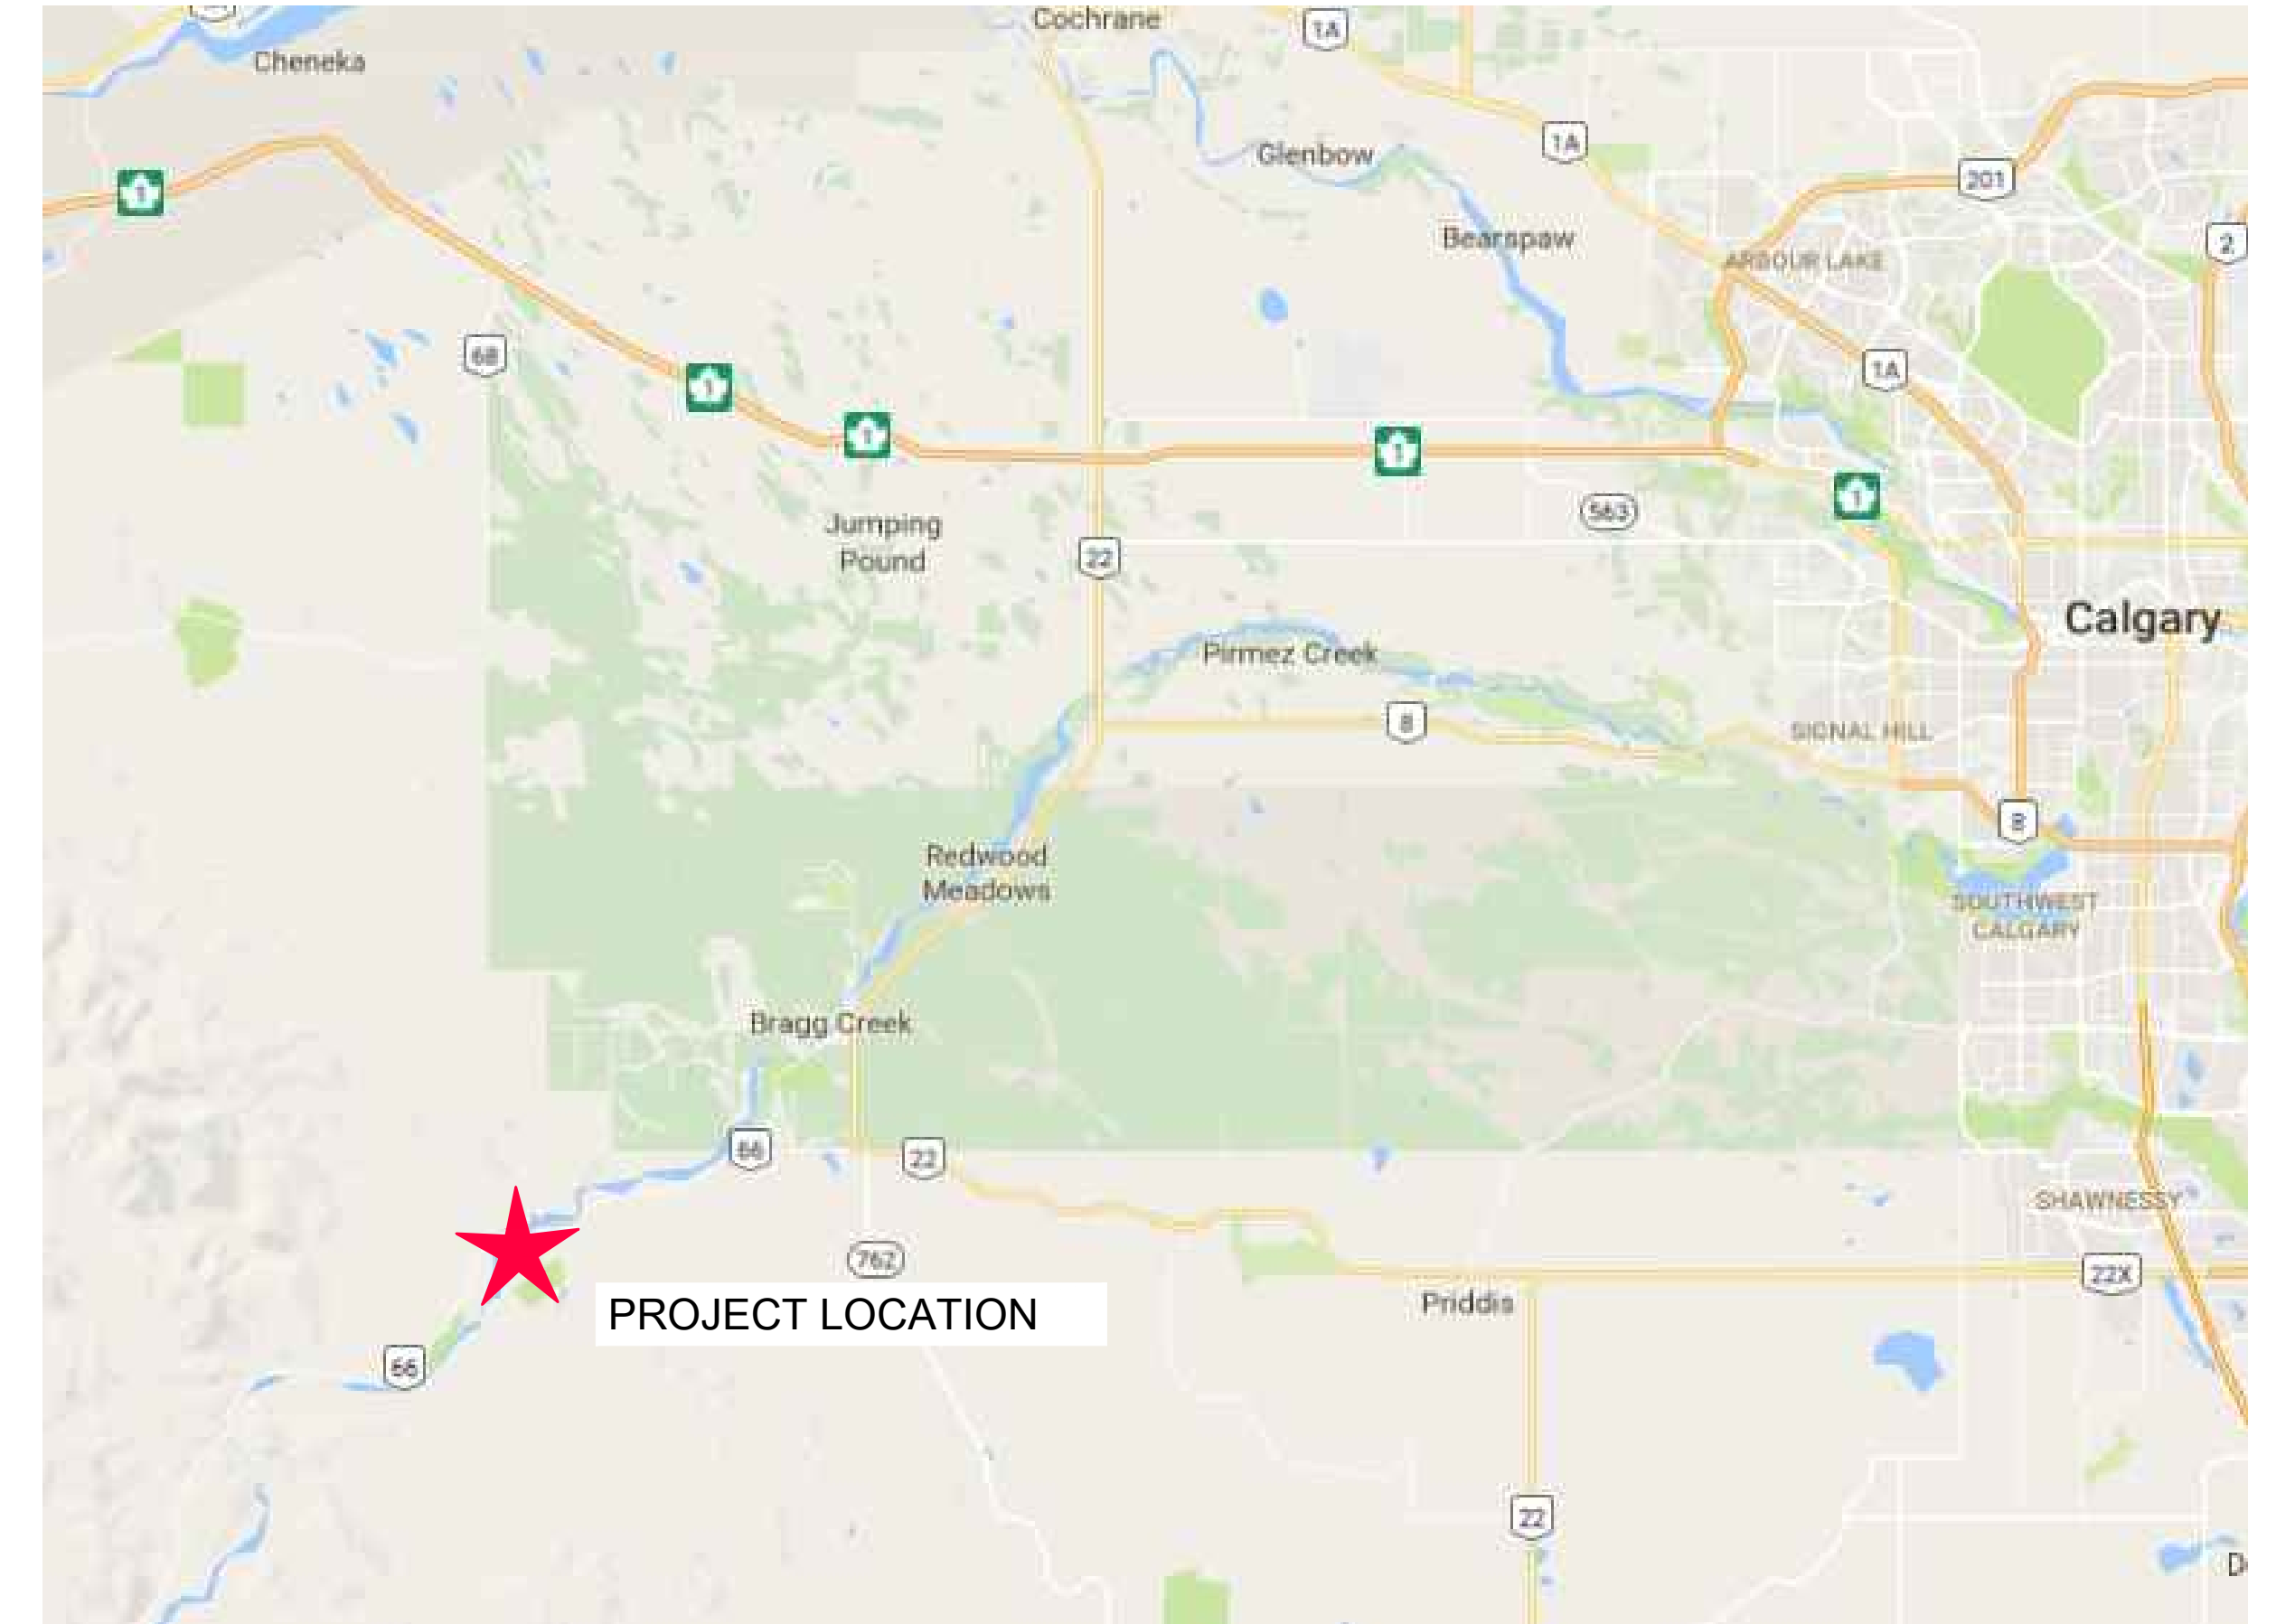 Cochrane
1A
Cheneka
Glenbow
1A
201
1
Bearspaw
2
ARBOUR LAKE
68
1A
1
1
1
1
563
Jumping
Pound
22
Calgary
Pirmez Creek
8
SIGNAL HILL
8
Redwood
Meadows
SOUTHWEST
CALGARY
Bragg Creek
66
22
SHAWNESSY
762
22X
PROJECT LOCATION
Priddis
66
22
D